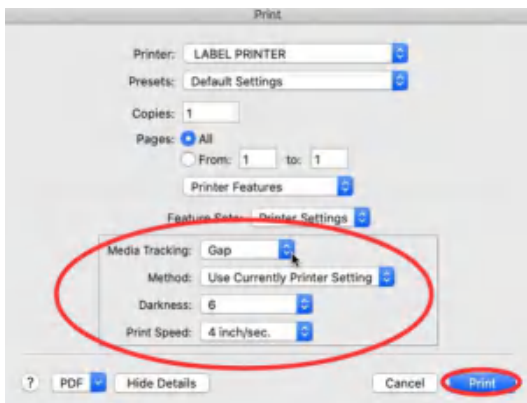 Print
Printer: LABEL PRINTER
Presets: Default Settings
Copies: 1
Pages: All
From: 1 to: 1
Printer Features
Feature Sets: Printer Settings
Media Tracking: Gap
Method: Use Currently Printer Setting
Darkness: 6
Print Speed: 4 inch/sec.
? PDF Hide Details Cancel Print